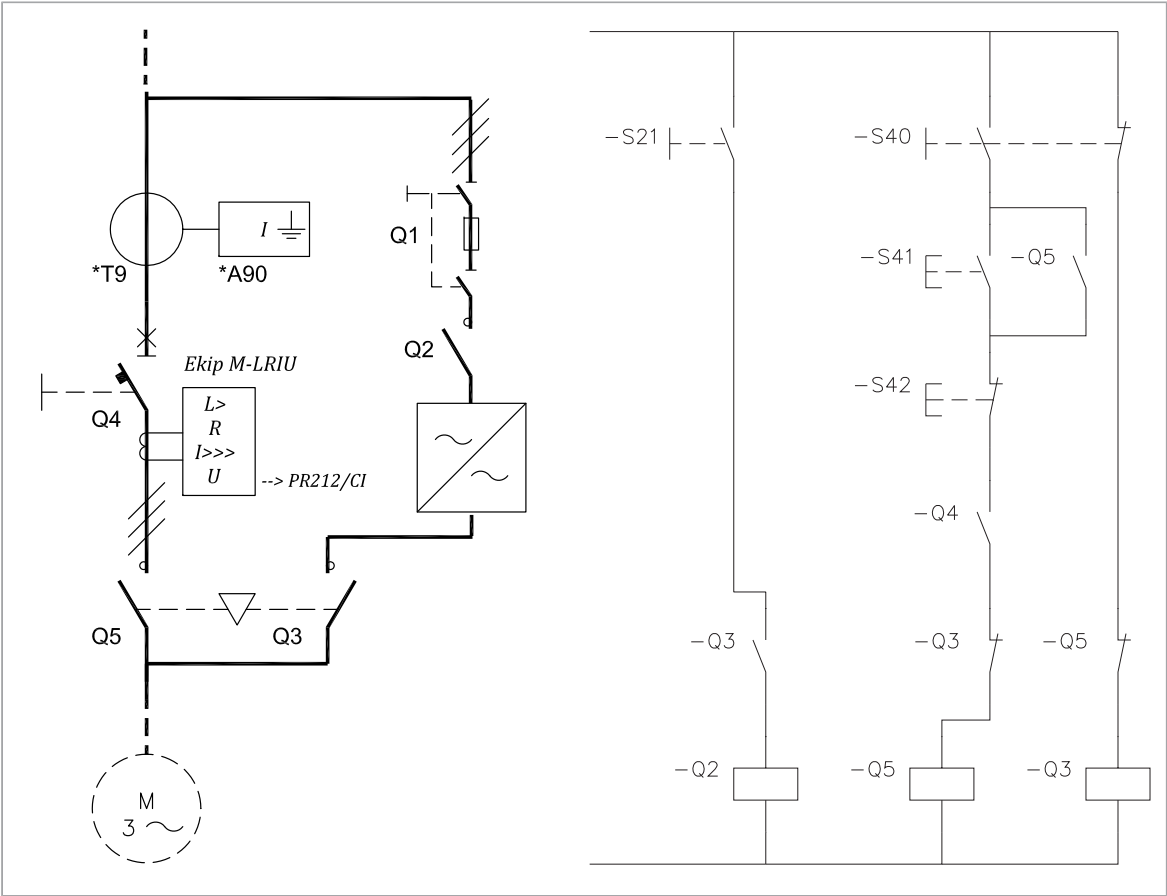 *T9
I
*A90
Q1
Q2
Ekip M-LRIU
Q4
L>
R
I>>>
U
--> PR212/CI
Q5
Q3
M
3
-S21
-S40
-S41
-Q5
-S42
-Q4
-Q3
-Q3
-Q5
-Q2
-Q5
-Q3